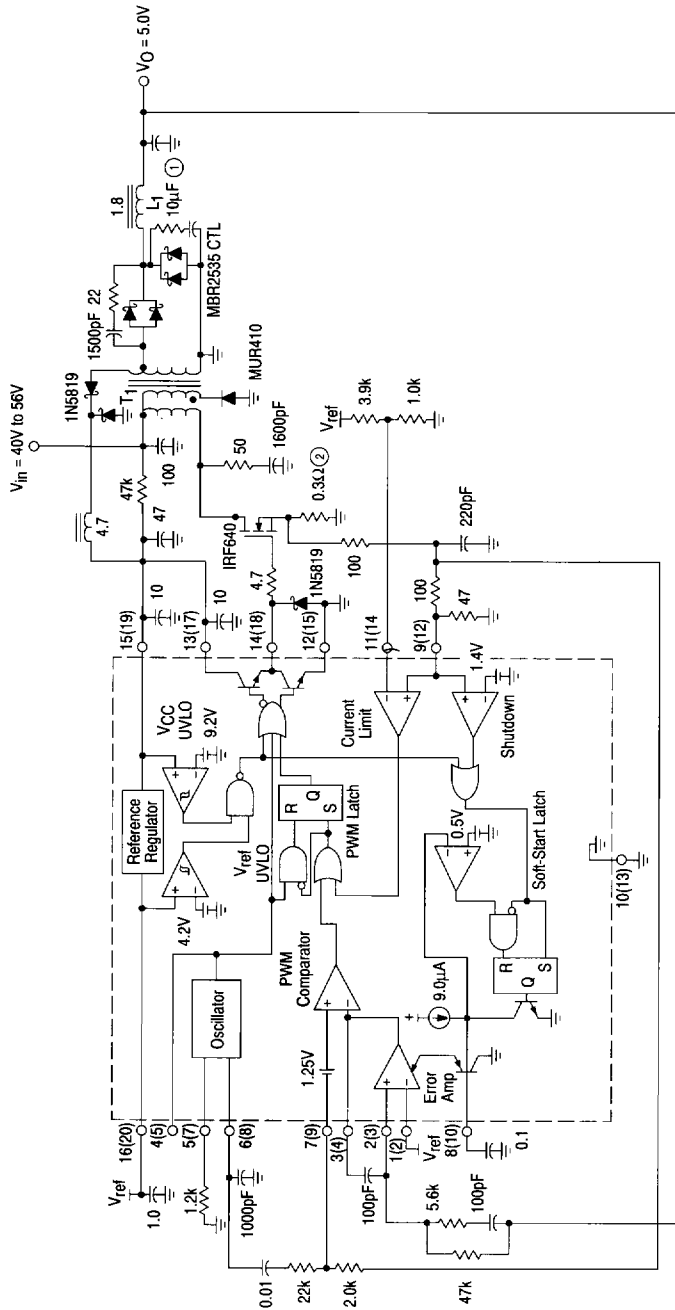 V_O = 5.0V
V_in = 40V to 56V
1.8
L_1
10μF
①
1500pF 22
MBR2535 CTL
1N5819
T_1
MUR410
4.7
47k
100
47
50
1600pF
IRF640
0.3Ω
②
V_ref
3.9k
1.0k
10
10
4.7
1N5819
100
220pF
100
47
15(19)
13(17)
14(18)
12(15)
11(14
9(12)
V_CC
UVLO
9.2V
Reference
Regulator
4.2V
V_ref
UVLO
R
Q
S
PWM Latch
Current Limit
1.4V
Shutdown
0.5V
Soft-Start Latch
R
Q
S
10(13)
Oscillator
PWM
Comparator
1.25V
9.0μA
Error
Amp
16(20)
4(5)
5(7)
6(8)
7(9)
3(4)
2(3)
1(2)
8(10)
V_ref
0.1
V_ref
1.0
1.2k
1000pF
100pF
5.6k
100pF
0.01
22k
2.0k
47k